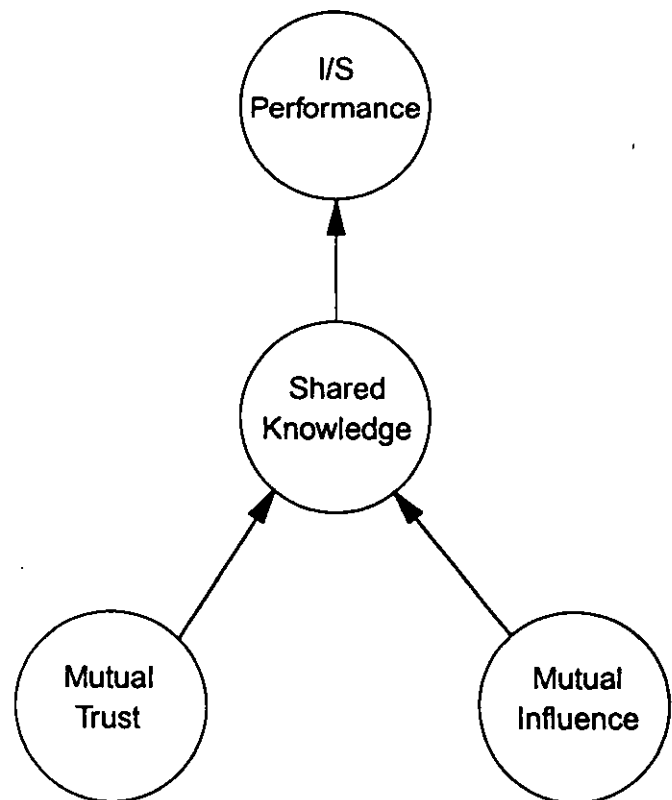 I/S
Performance
Shared
Knowledge
Mutual
Trust
Mutual
Influence